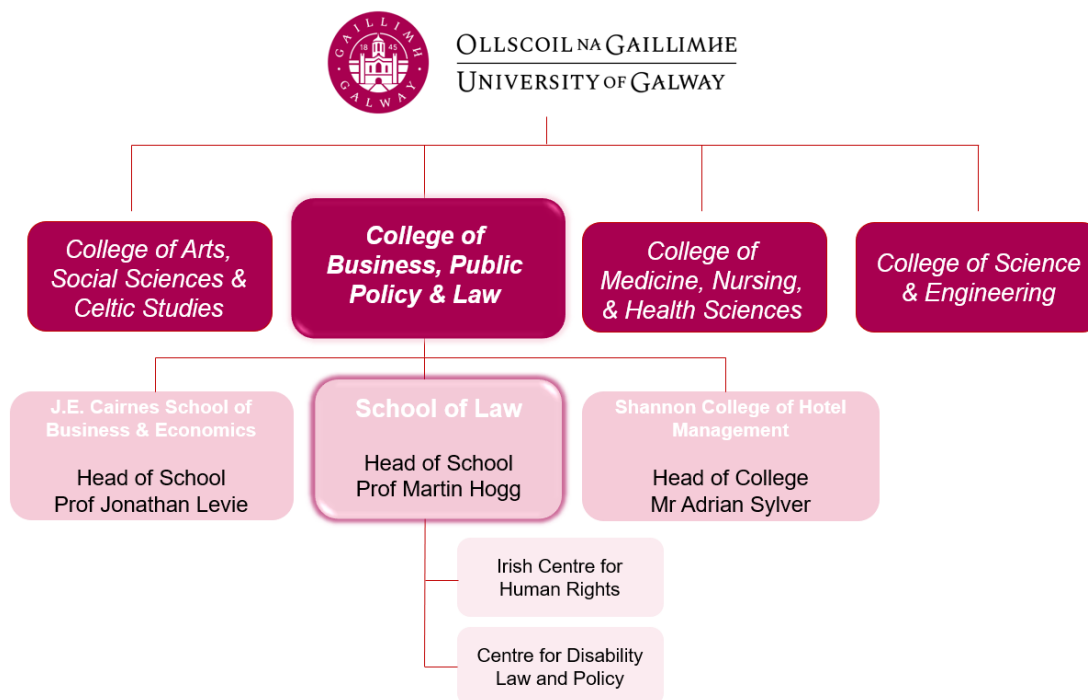 GAILLIMH
18 45
GALWAY
OLLSCOIL NA GAILLIMHE
UNIVERSITY OF GALWAY
College of Arts,
Social Sciences &
Celtic Studies
College of
Business, Public
Policy & Law
College of
Medicine, Nursing,
& Health Sciences
College of Science
& Engineering
J.E. Cairnes School of
Business & Economics
Head of School
Prof Jonathan Levie
School of Law
Head of School
Prof Martin Hogg
Shannon College of Hotel
Management
Head of College
Mr Adrian Sylver
Irish Centre for
Human Rights
Centre for Disability
Law and Policy